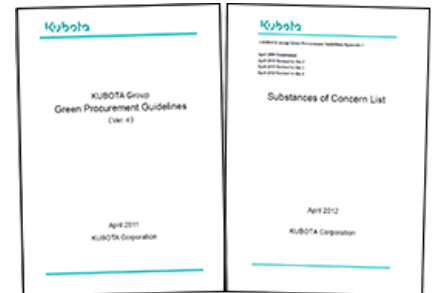 Kubota
KUBOTA Group
Green Procurement Guidelines
(Ver. 4)
April 2011
KUBOTA Corporation
Kubota
Substances of Concern List
April 2012
KUBOTA Corporation